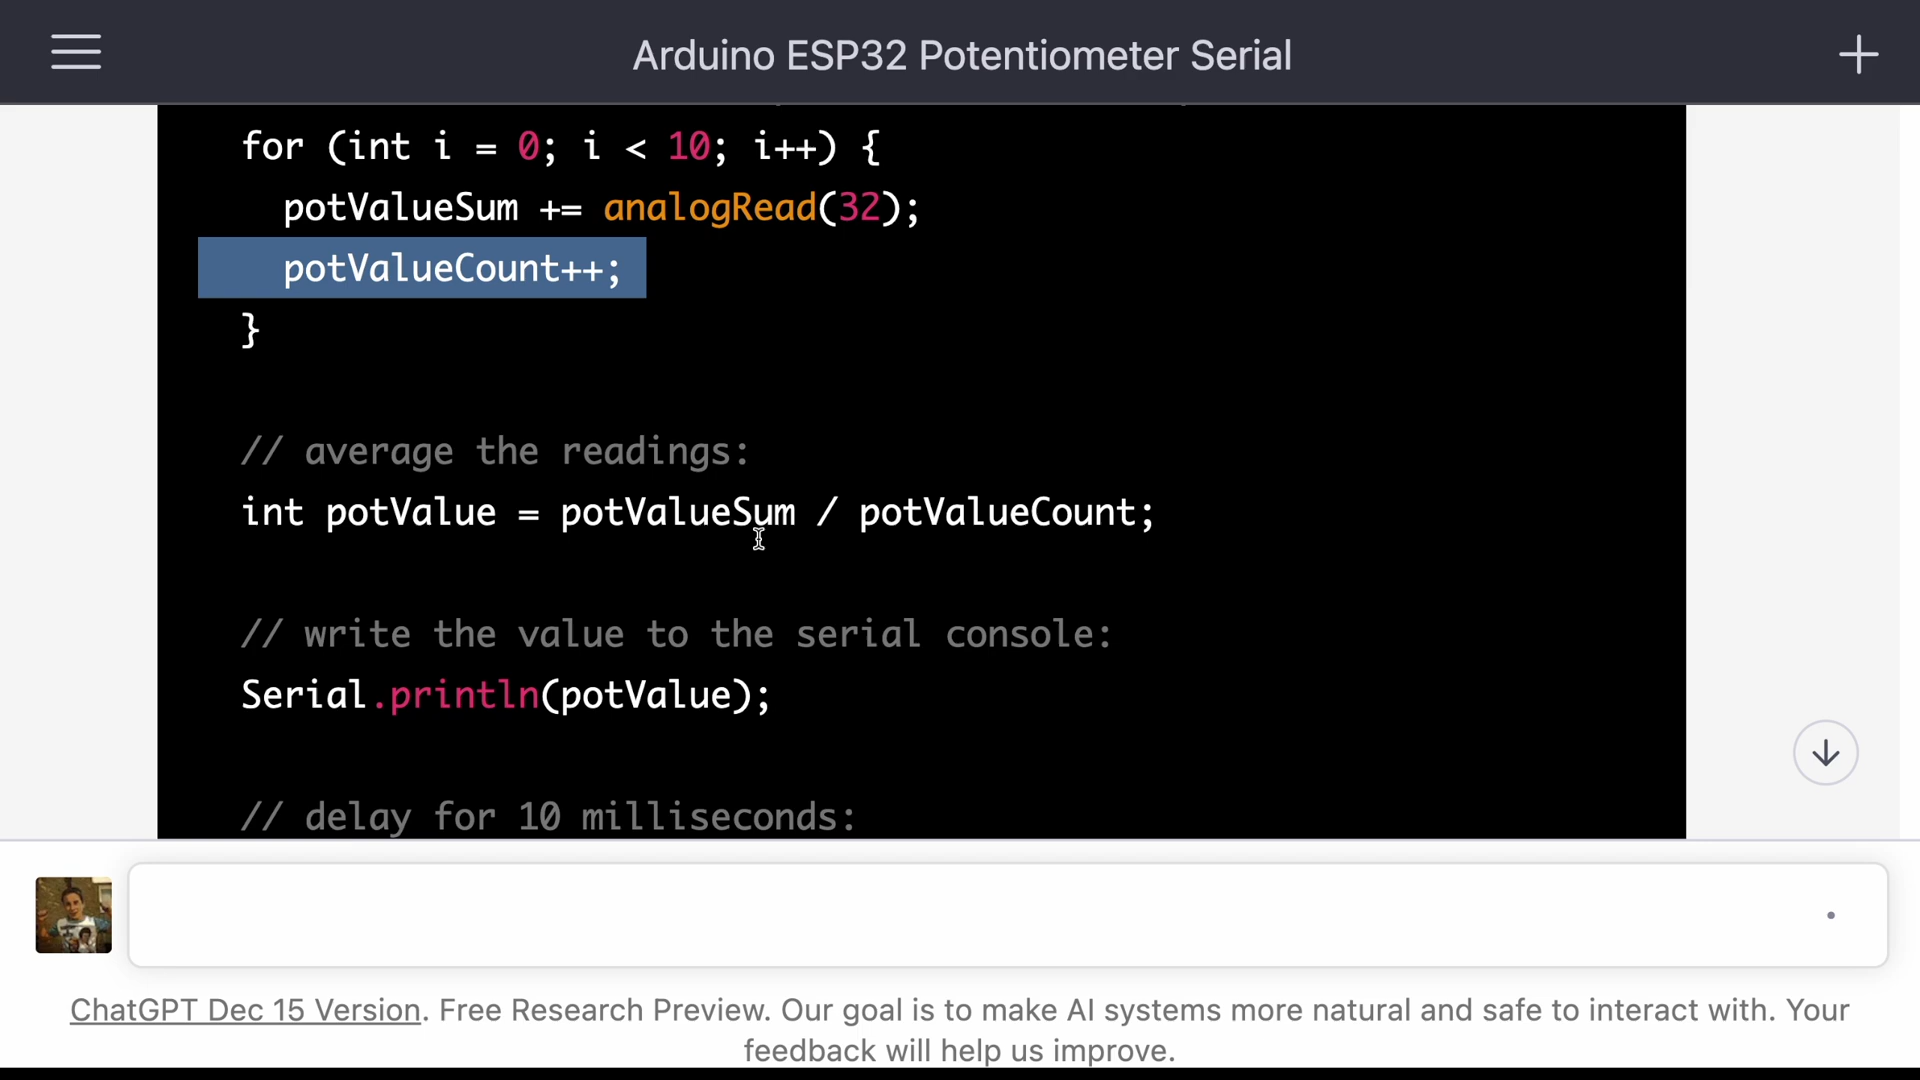 Arduino ESP32 Potentiometer Serial
for (int i = 0; i < 10; i++) {
potValueSum += analogRead(32);
potValueCount++;
}
// average the readings:
int potValue = potValueSum / potValueCount;
// write the value to the serial console:
Serial.println(potValue);
// delay for 10 milliseconds:
ChatGPT Dec 15 Version. Free Research Preview. Our goal is to make AI systems more natural and safe to interact with. Your
feedback will help us improve.